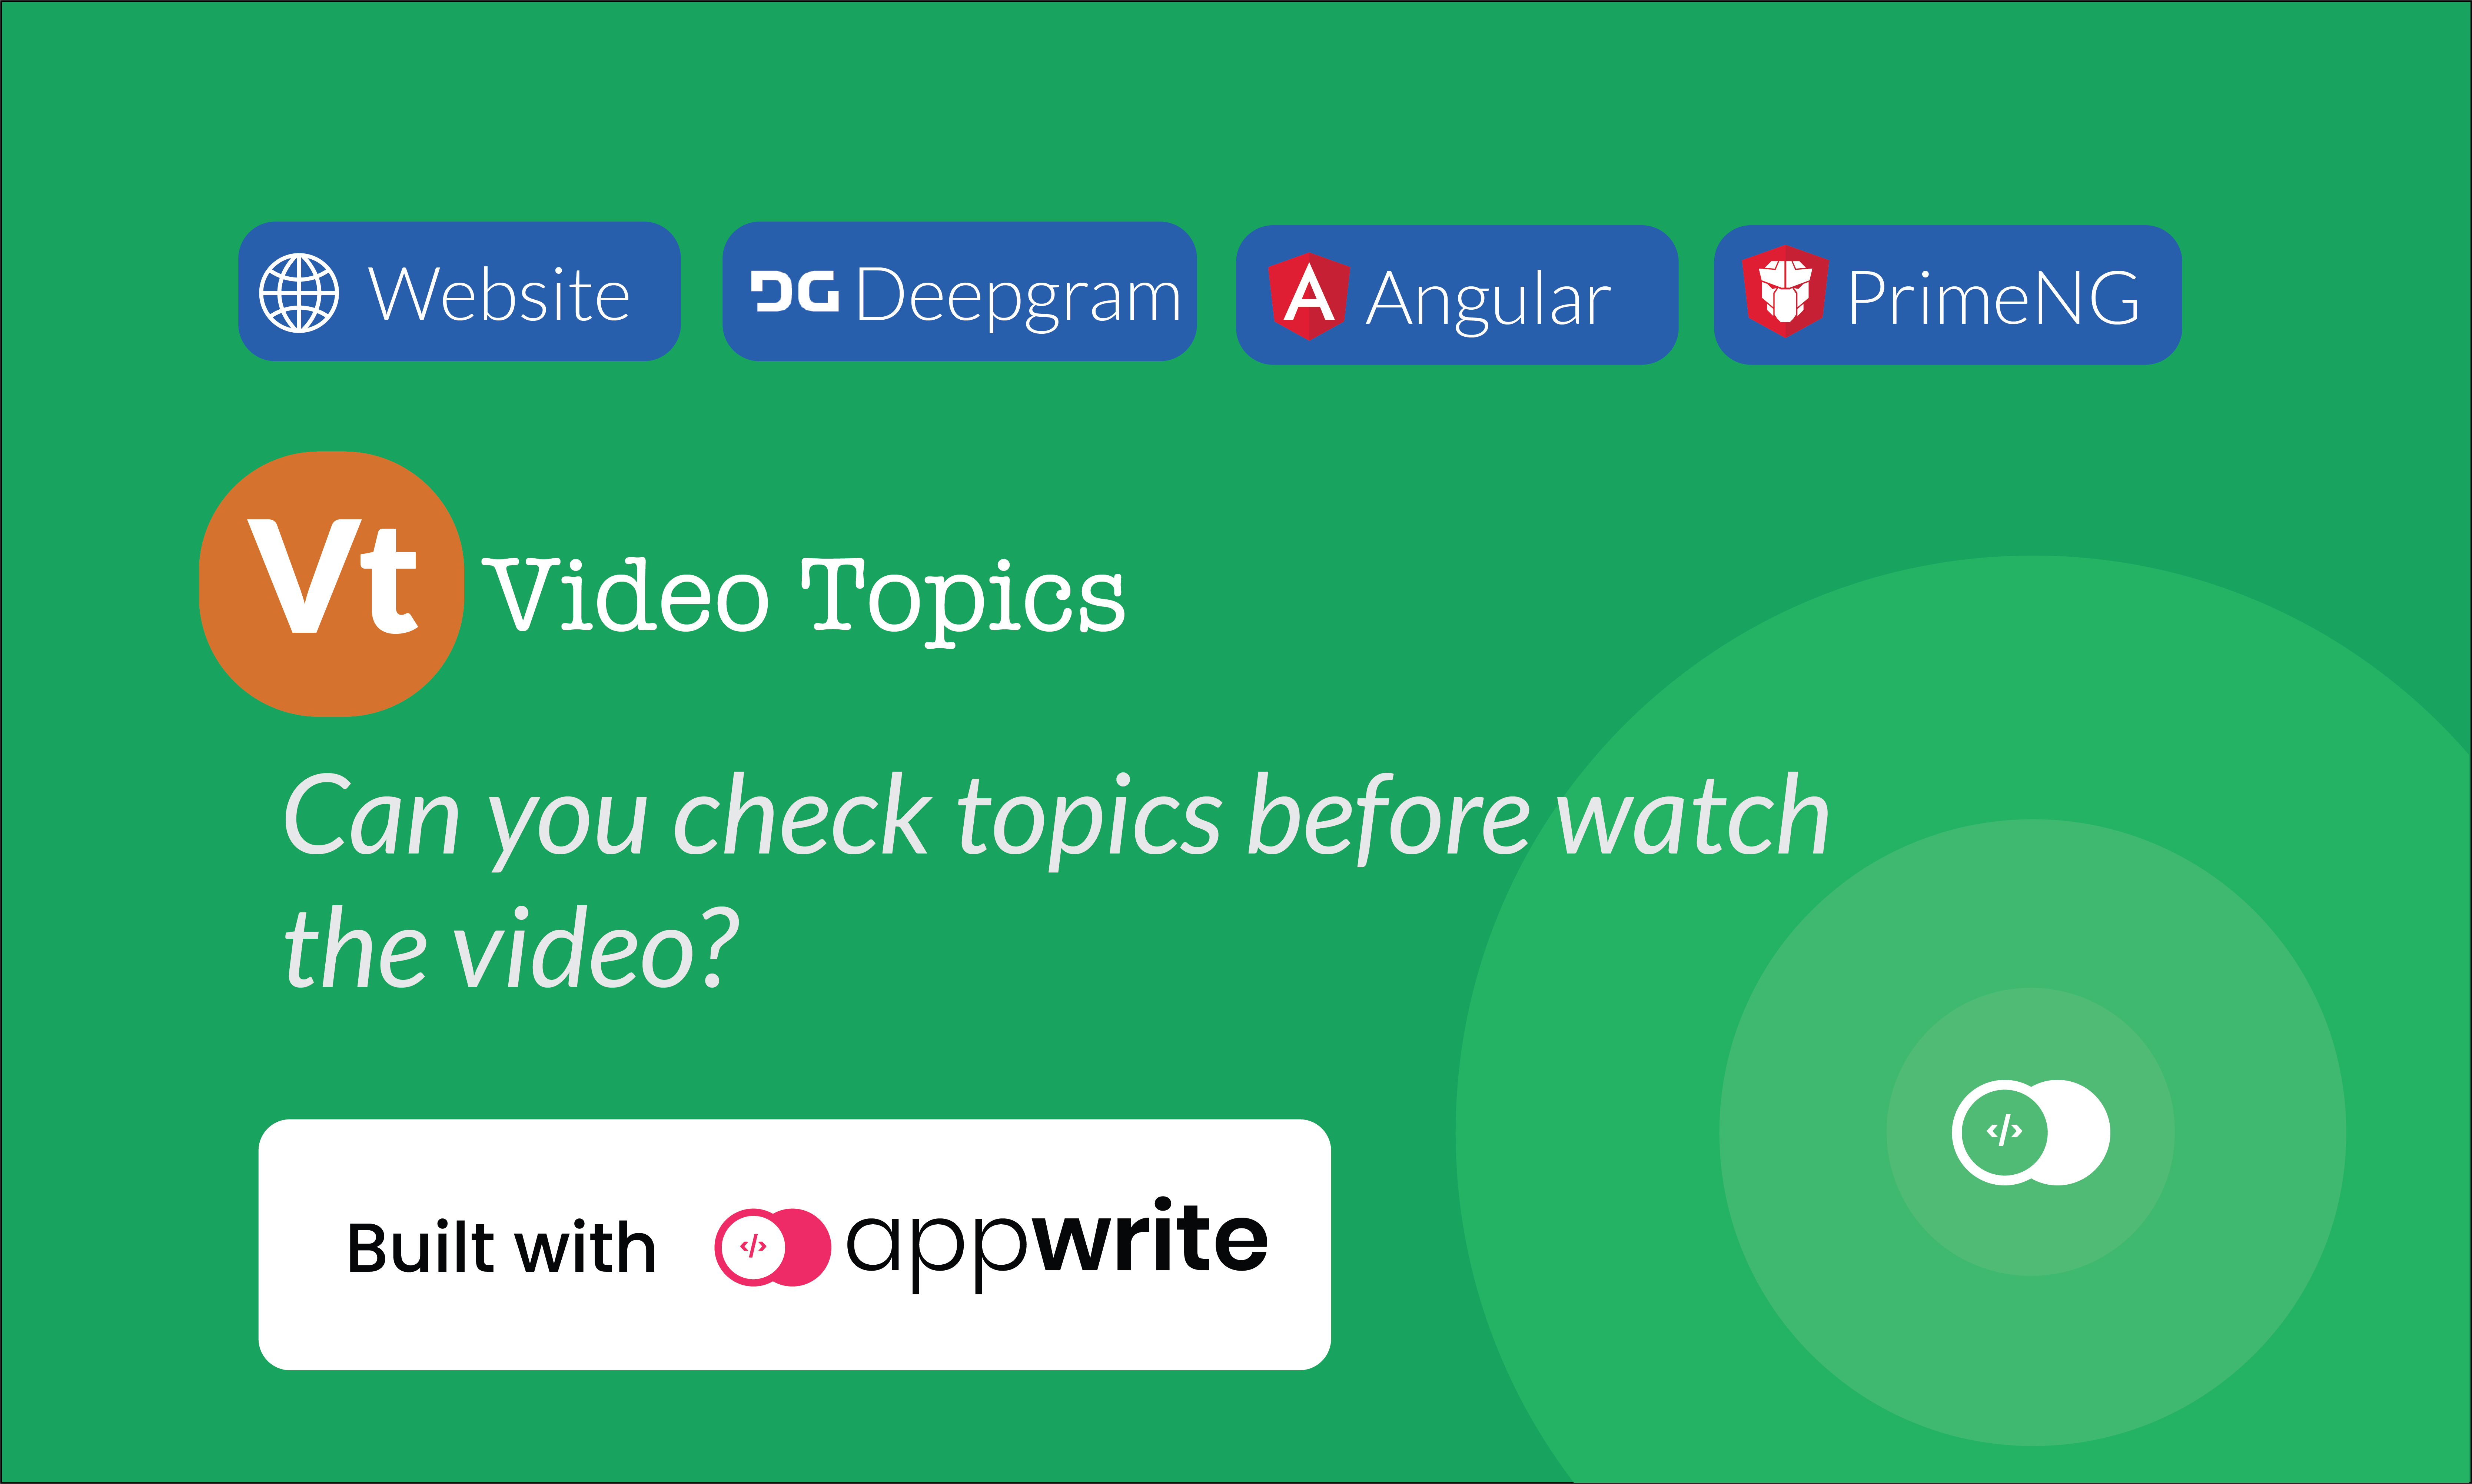 Website DG Deepgram A Angular PrimeNG
Vt Video Topics
Can you check topics before watch
the video?
</>
Built with </> appwrite